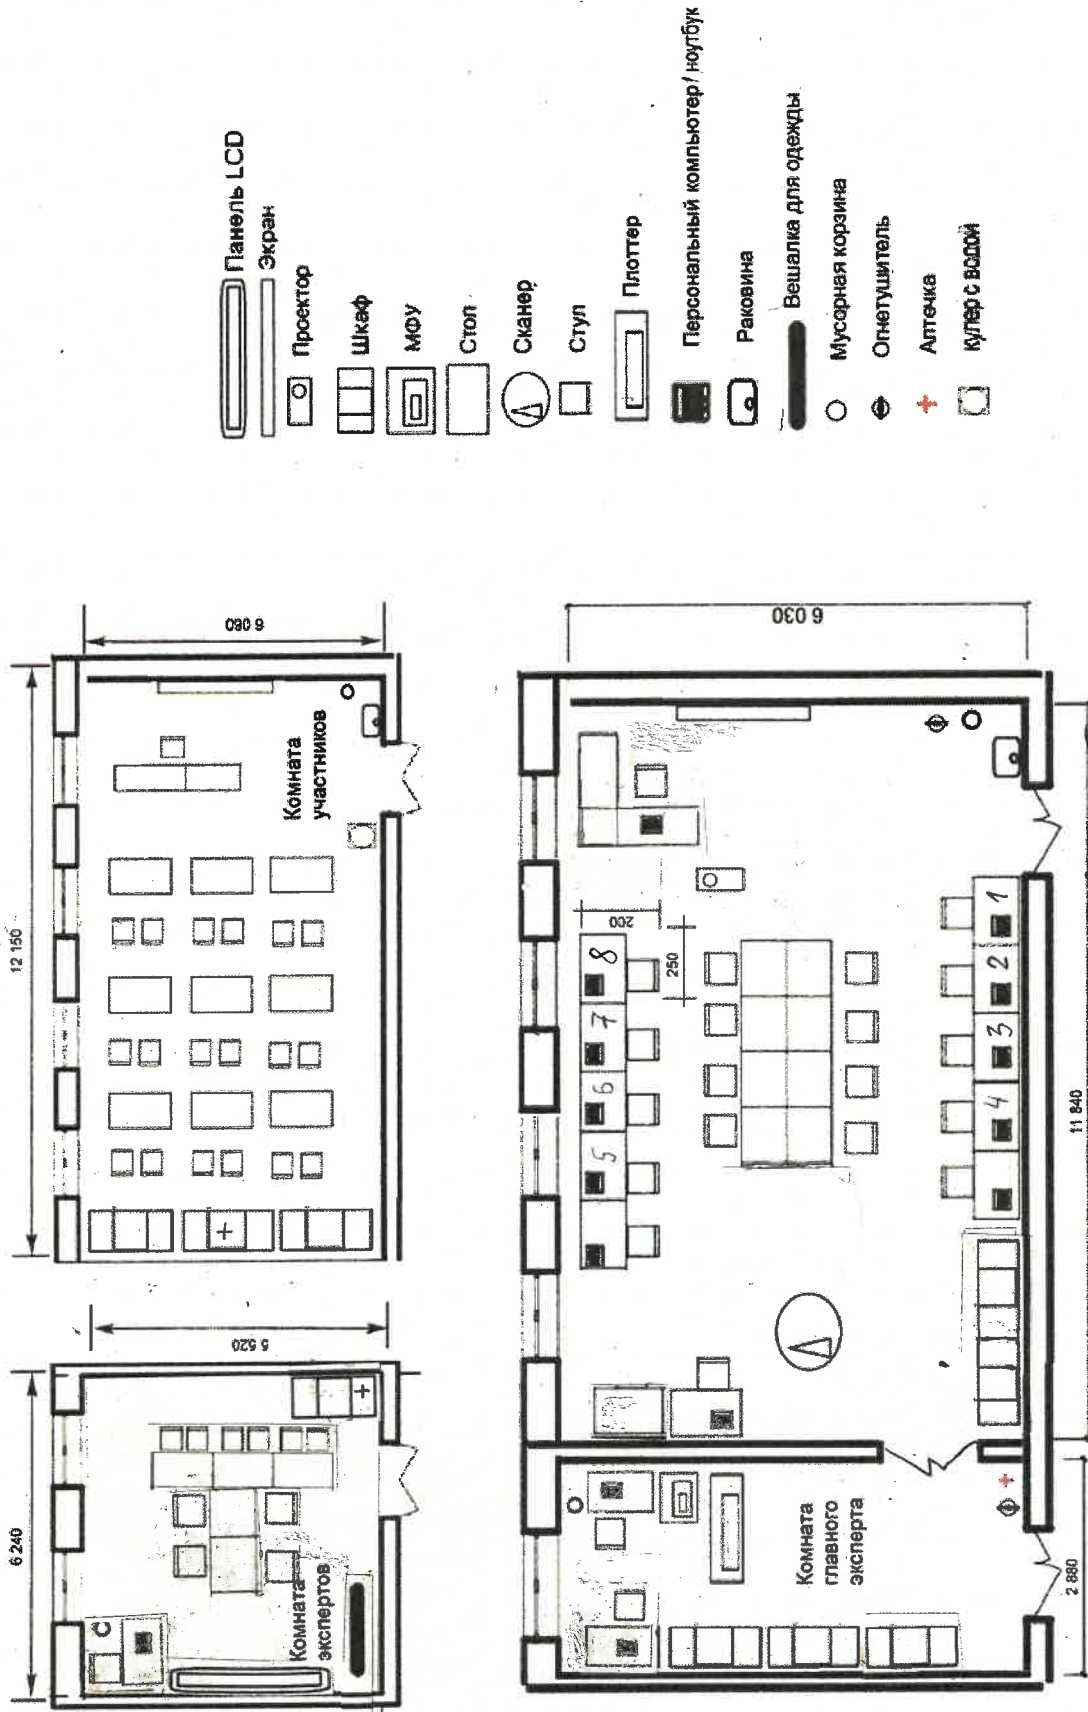 Панель LCD
Экран
Проектор
Шкаф
МФУ
Стол
Сканер
Стул
Плоттер
Персональный компьютер/ ноутбук
Раковина
Вешалка для одежды
Мусорная корзина
Огнетушитель
Аптечка
Кулер с водой
6 240
5 520
Комната
экспертов
12 150
6 060
Комната
участников
6 030
200
250
8
7
6
5
1
2
3
4
11 840
2 880
Комната
главного
эксперта